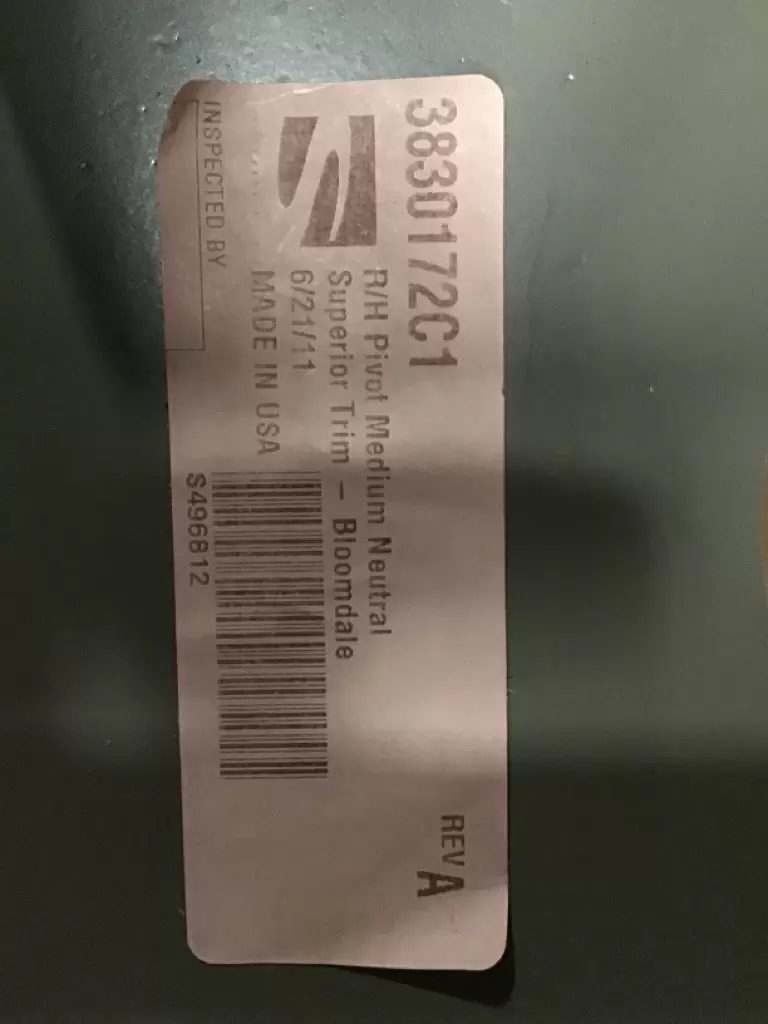 3830172C1
REV A
R/H Pivot Medium Neutral
Superior Trim - Bloomdale
6/21/11
MADE IN USA
S496812
INSPECTED BY